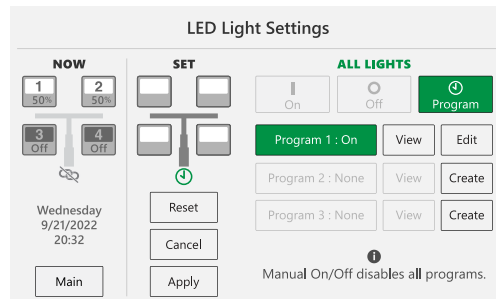 LED Light Settings
NOW
1
50%
2
50%
3
Off
4
Off
Wednesday
9/21/2022
20:32
Main
SET
Reset
Cancel
Apply
ALL LIGHTS
On
Off
Program
Program 1 : On
View
Edit
Program 2 : None
View
Create
Program 3 : None
View
Create
Manual On/Off disables all programs.